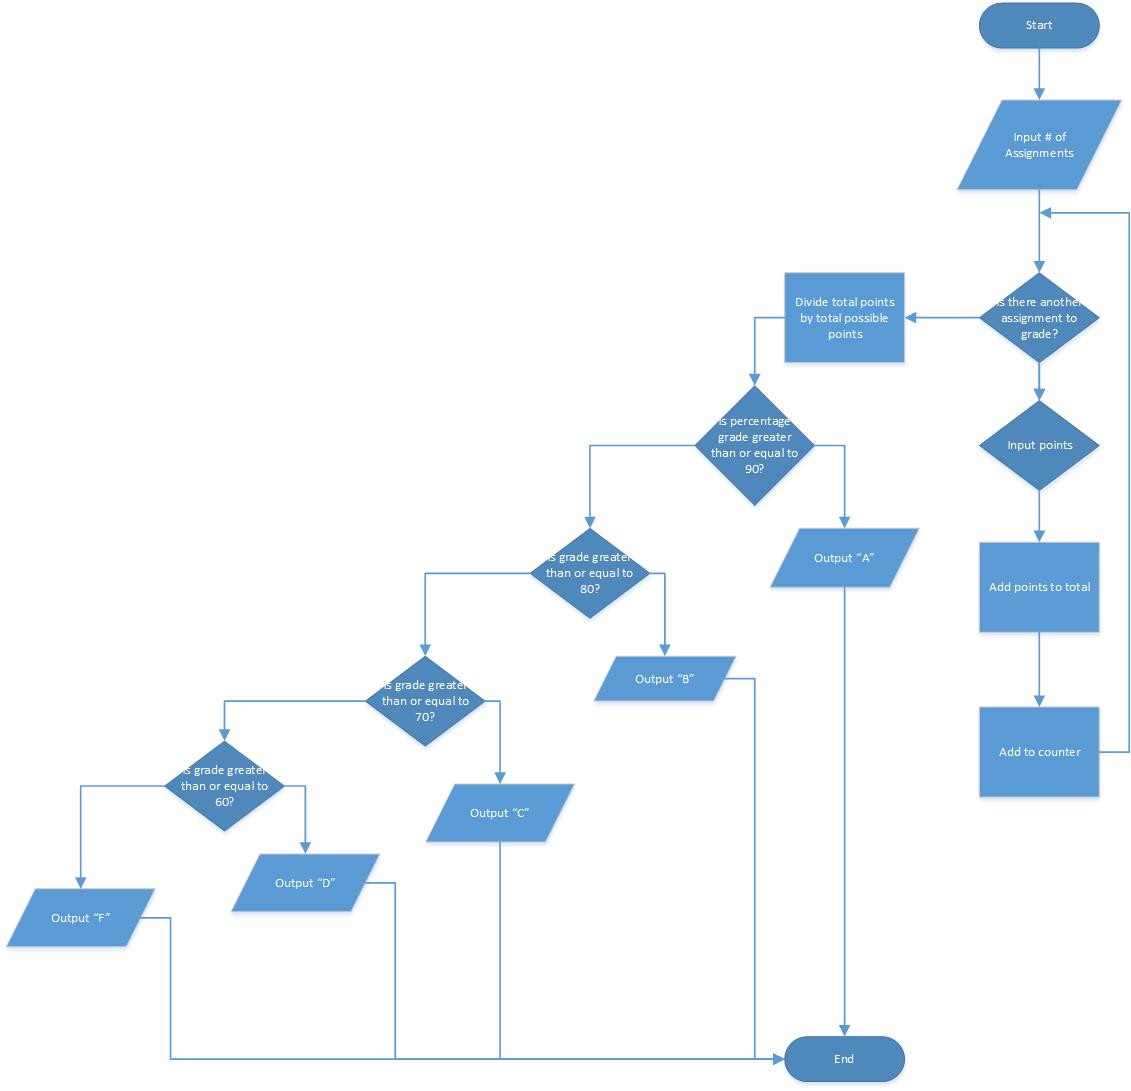 Start
Input # of
Assignments
Is there another
assignment to
grade?
Divide total points
by total possible
points
Input points
Is percentage
grade greater
than or equal to
90?
Output “A”
Add points to total
Is grade greater
than or equal to
80?
Output “B”
Add to counter
Is grade greater
than or equal to
70?
Output “C”
Is grade greater
than or equal to
60?
Output “D”
Output “F”
End